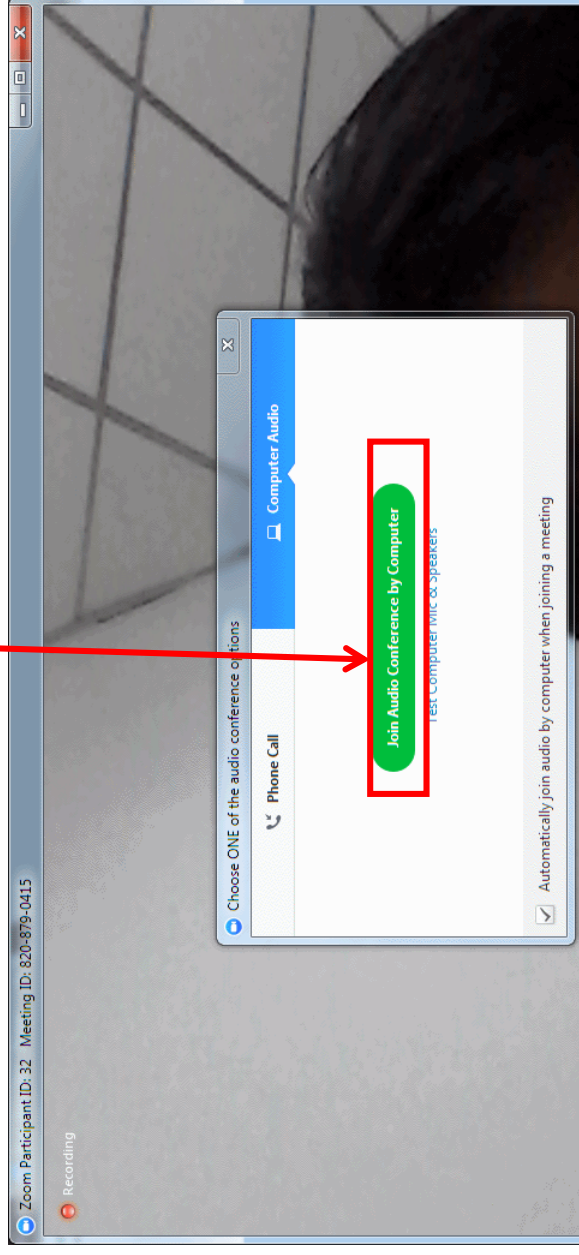 Zoom Participant ID: 32 Meeting ID: 820-879-0415
Recording
Choose ONE of the audio conference options
Phone Call
Computer Audio
Join Audio Conference by Computer
Test Computer Mic & Speakers
Automatically join audio by computer when joining a meeting